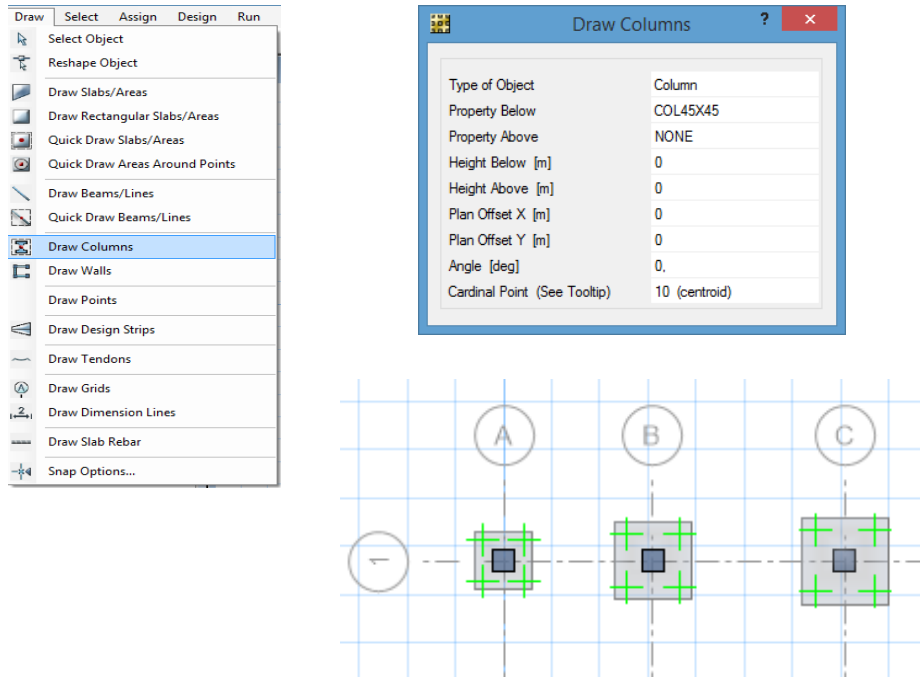 Draw Select Assign Design Run
Select Object
Reshape Object
Draw Slabs/Areas
Draw Rectangular Slabs/Areas
Quick Draw Slabs/Areas
Quick Draw Areas Around Points
Draw Beams/Lines
Quick Draw Beams/Lines
Draw Columns
Draw Walls
Draw Points
Draw Design Strips
Draw Tendons
A Draw Grids
2 Draw Dimension Lines
Draw Slab Rebar
Snap Options...
Draw Columns ?
Type of Object Column
Property Below COL45X45
Property Above NONE
Height Below [m] 0
Height Above [m] 0
Plan Offset X [m] 0
Plan Offset Y [m] 0
Angle [deg] 0,
Cardinal Point (See Tooltip) 10 (centroid)
A B C
1